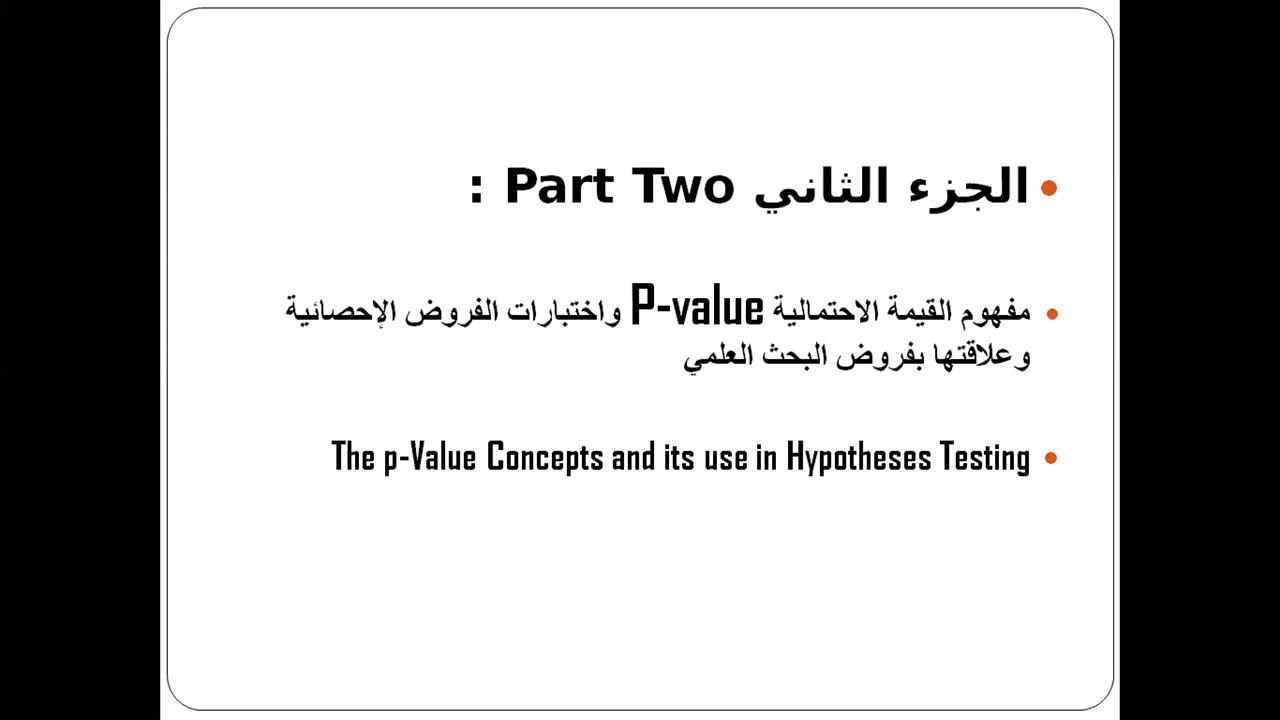 الجزء الثاني Part Two :
مفهوم القيمة الاحتمالية P-value واختبارات الفروض الإحصائية
وعلاقتها بفروض البحث العلمي
The p-Value Concepts and its use in Hypotheses Testing